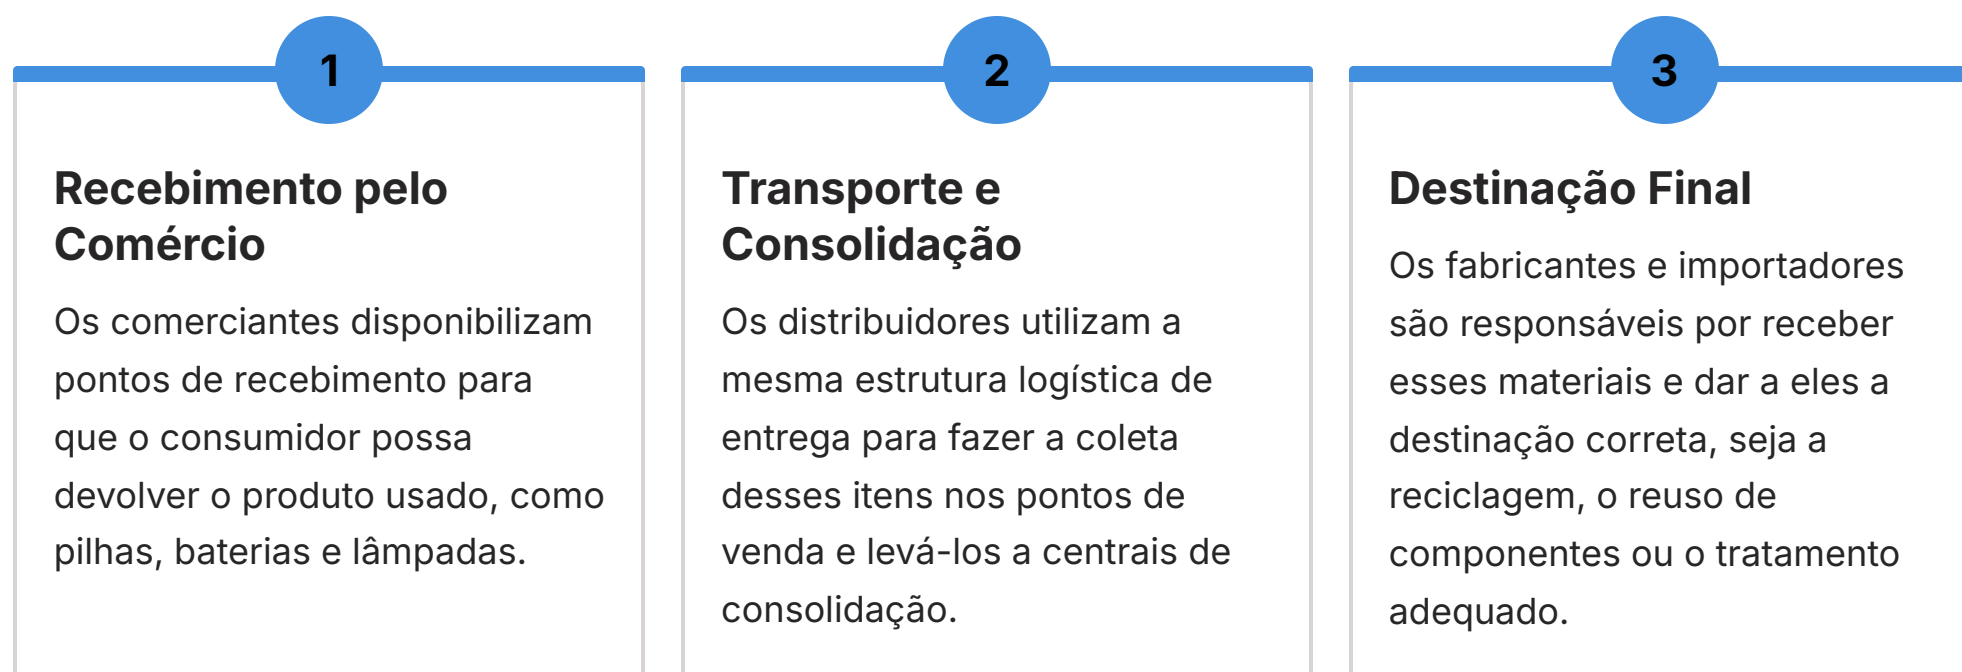 1
Recebimento pelo
Comércio
Os comerciantes disponibilizam
pontos de recebimento para
que o consumidor possa
devolver o produto usado, como
pilhas, baterias e lâmpadas.
2
Transporte e
Consolidação
Os distribuidores utilizam a
mesma estrutura logística de
entrega para fazer a coleta
desses itens nos pontos de
venda e levá-los a centrais de
consolidação.
3
Destinação Final
Os fabricantes e importadores
são responsáveis por receber
esses materiais e dar a eles a
destinação correta, seja a
reciclagem, o reuso de
componentes ou o tratamento
adequado.